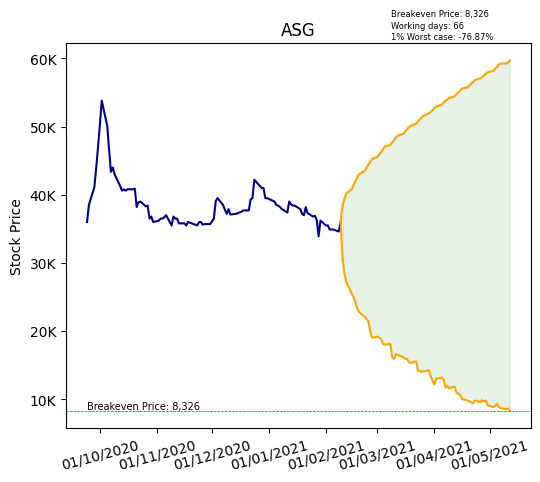 Breakeven Price: 8,326
Working days: 66
1% Worst case: -76.87%
ASG
Stock Price
60K
50K
40K
30K
20K
10K
Breakeven Price: 8,326
01/10/2020
01/11/2020
01/12/2020
01/01/2021
01/02/2021
01/03/2021
01/04/2021
01/05/2021